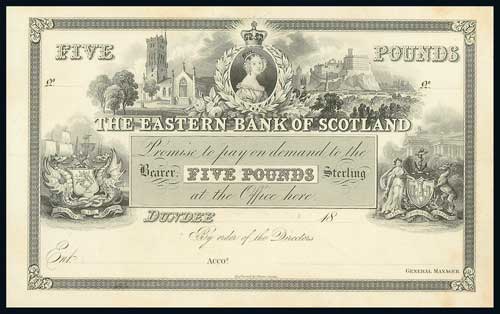 FIVE POUNDS
No. No.
THE EASTERN BANK OF SCOTLAND
Promise to pay on demand to the
Bearer FIVE POUNDS Sterling
at the Office here
DUNDEE 18
By order of the Directors
Ent.
ACCOT.
GENERAL MANAGER